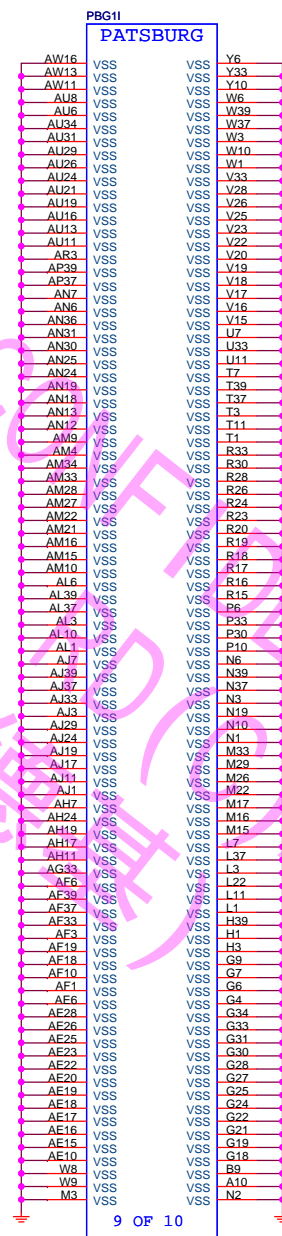 PBG1I
PATSBURG
AW16 VSS VSS Y6
AW13 VSS VSS Y33
AW11 VSS VSS Y10
AU8 VSS VSS W6
AU6 VSS VSS W39
AU34 VSS VSS W37
AU31 VSS VSS W3
AU29 VSS VSS W10
AU26 VSS VSS W1
AU24 VSS VSS V33
AU21 VSS VSS V28
AU19 VSS VSS V26
AU16 VSS VSS V25
AU13 VSS VSS V23
AU11 VSS VSS V22
AR3 VSS VSS V20
AP39 VSS VSS V19
AP37 VSS VSS V18
AN7 VSS VSS V17
AN6 VSS VSS V16
AN36 VSS VSS V15
AN31 VSS VSS U7
AN30 VSS VSS U33
AN25 VSS VSS U11
AN24 VSS VSS T7
AN19 VSS VSS T39
AN18 VSS VSS T37
AN13 VSS VSS T3
AN12 VSS VSS T11
AM9 VSS VSS T1
AM4 VSS VSS R33
AM34 VSS VSS R30
AM33 VSS VSS R28
AM28 VSS VSS R26
AM27 VSS VSS R24
AM22 VSS VSS R23
AM21 VSS VSS R20
AM16 VSS VSS R19
AM15 VSS VSS R18
AM10 VSS VSS R17
AL6 VSS VSS R16
AL39 VSS VSS R15
AL37 VSS VSS P6
AL3 VSS VSS P33
AL10 VSS VSS P30
AL1 VSS VSS P10
AJ7 VSS VSS N6
AJ39 VSS VSS N39
AJ37 VSS VSS N37
AJ33 VSS VSS N3
AJ3 VSS VSS N19
AJ29 VSS VSS N10
AJ24 VSS VSS N1
AJ19 VSS VSS M33
AJ17 VSS VSS M29
AJ11 VSS VSS M26
AJ1 VSS VSS M22
AH7 VSS VSS M17
AH24 VSS VSS M16
AH19 VSS VSS M15
AH17 VSS VSS L7
AH11 VSS VSS L37
AG33 VSS VSS L3
AF6 VSS VSS L22
AF39 VSS VSS L11
AF37 VSS VSS L1
AF33 VSS VSS H39
AF3 VSS VSS H1
AF19 VSS VSS H3
AF18 VSS VSS G9
AF10 VSS VSS G7
AF1 VSS VSS G6
AE6 VSS VSS G4
AE28 VSS VSS G34
AE26 VSS VSS G33
AE25 VSS VSS G31
AE23 VSS VSS G30
AE22 VSS VSS G28
AE20 VSS VSS G27
AE19 VSS VSS G25
AE18 VSS VSS G24
AE17 VSS VSS G22
AE16 VSS VSS G21
AE15 VSS VSS G19
AE10 VSS VSS G18
W8 VSS VSS B9
W9 VSS VSS A10
M3 VSS VSS N2
9 OF 10